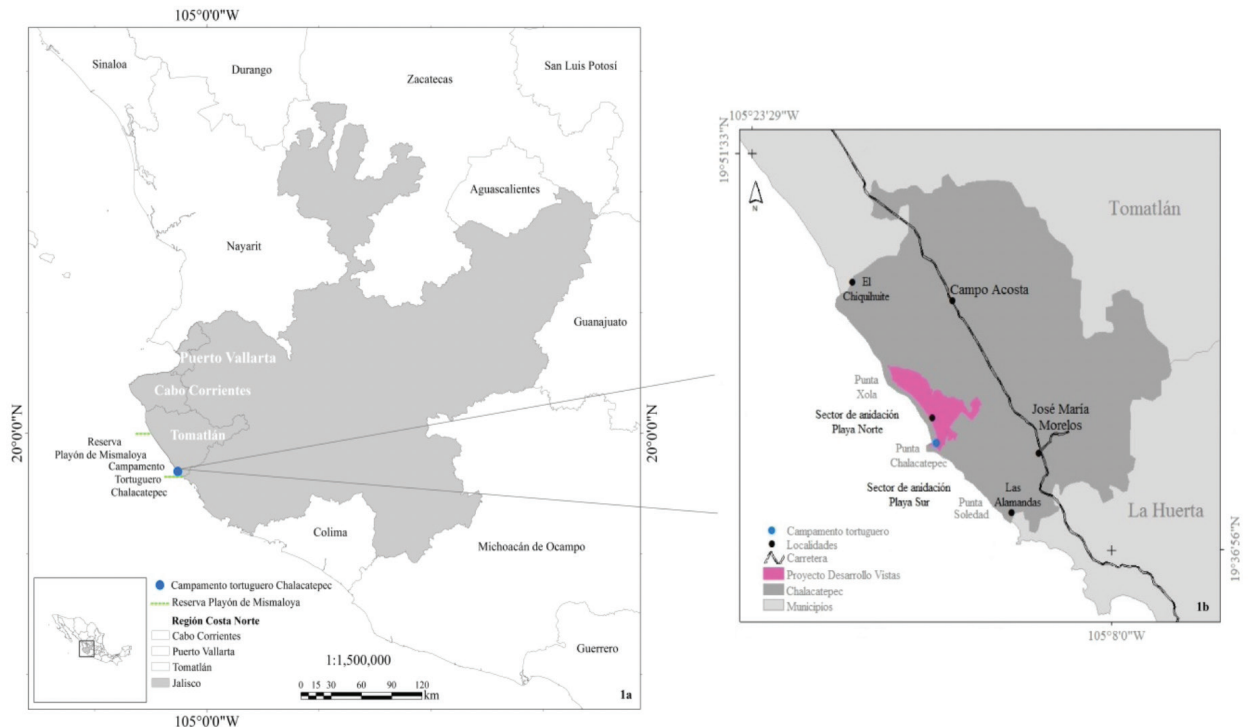 105°0'0"W
Sinaloa
Durango
Zacatecas
San Luis Potosí
Aguascalientes
Nayarit
Guanajuato
Puerto Vallarta
Cabo Corrientes
Tomatlán
20°0'0"N
20°0'0"N
Reserva
Playón de Mismaloya
Campamento
Tortuguero
Chalacatepec
Colima
Michoacán de Ocampo
Guerrero
Campamento tortuguero Chalacatepec
Reserva Playón de Mismaloya
Región Costa Norte
Cabo Corrientes
Puerto Vallarta
Tomatlán
Jalisco
1:1,500,000
0 15 30 60 90 120
km
1a
105°0'0"W
105°23'29"W
19°51'33"N
N
Tomatlán
El
Chiquihuite
Campo Acosta
Punta
Xola
José María
Morelos
Sector de anidación
Playa Norte
Punta
Chalacatepec
Sector de anidación
Playa Sur
Las
Alamandas
Punta
Soledad
La Huerta
Campamento tortuguero
Localidades
Carretera
Proyecto Desarrollo Vistas
Chalacatepec
Municipios
1b
19°36'56"N
105°8'0"W